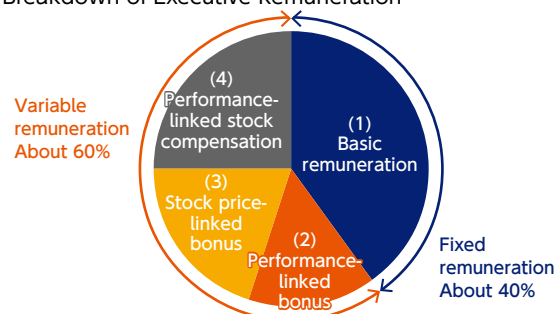 Breakdown of Executive Remuneration
(4)
Performance-
linked stock
compensation
(1)
Basic
remuneration
Variable
remuneration
About 60%
(3)
Stock price-
linked
bonus
(2)
Performance-
linked
bonus
Fixed
remuneration
About 40%